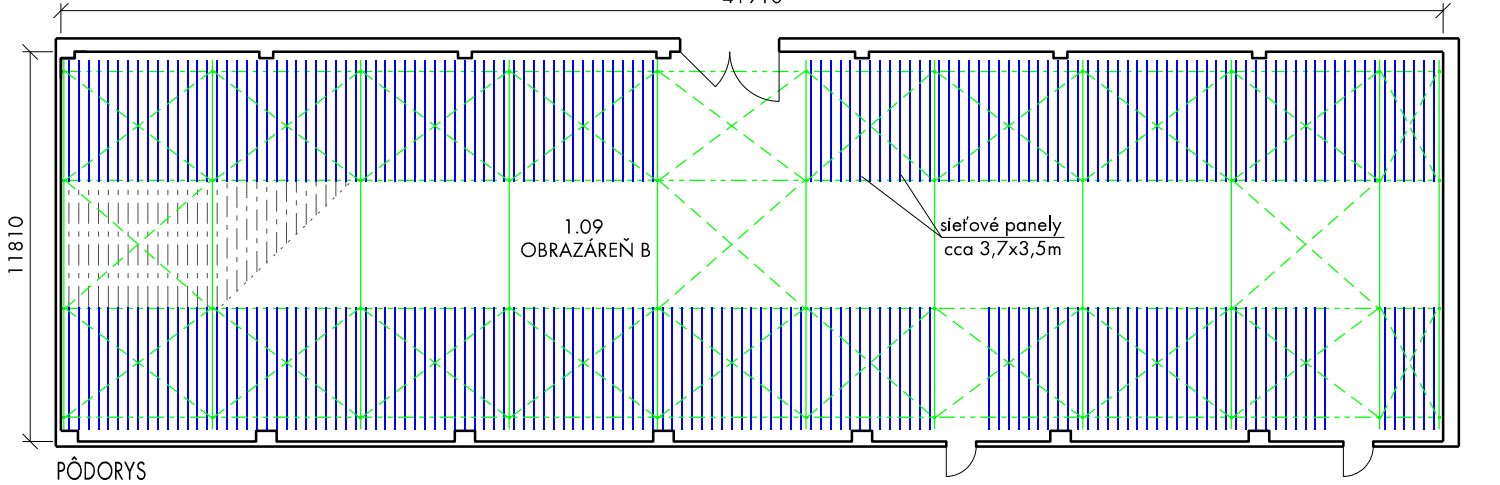 11810
1.09
OBRAZÁREŇ B
sieťové panely
cca 3,7x3,5m
PÔDORYS